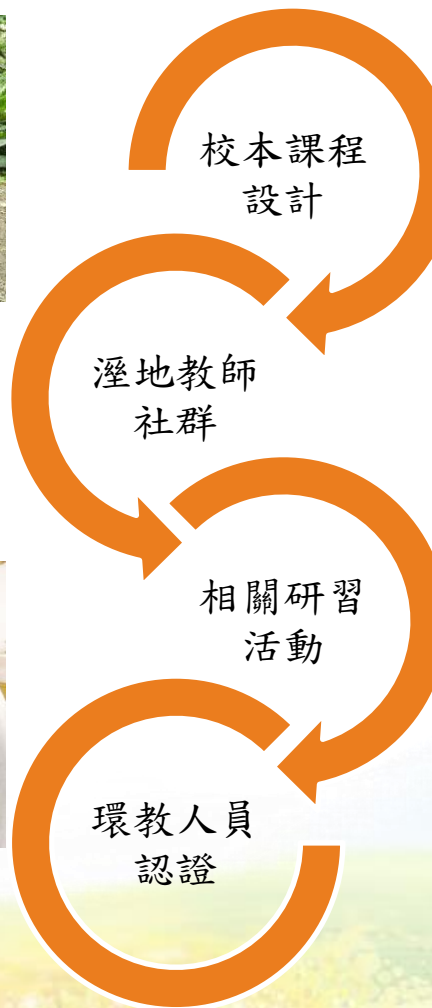 校本課程
設計
溼地教師
社群
相關研習
活動
環教人員
認證